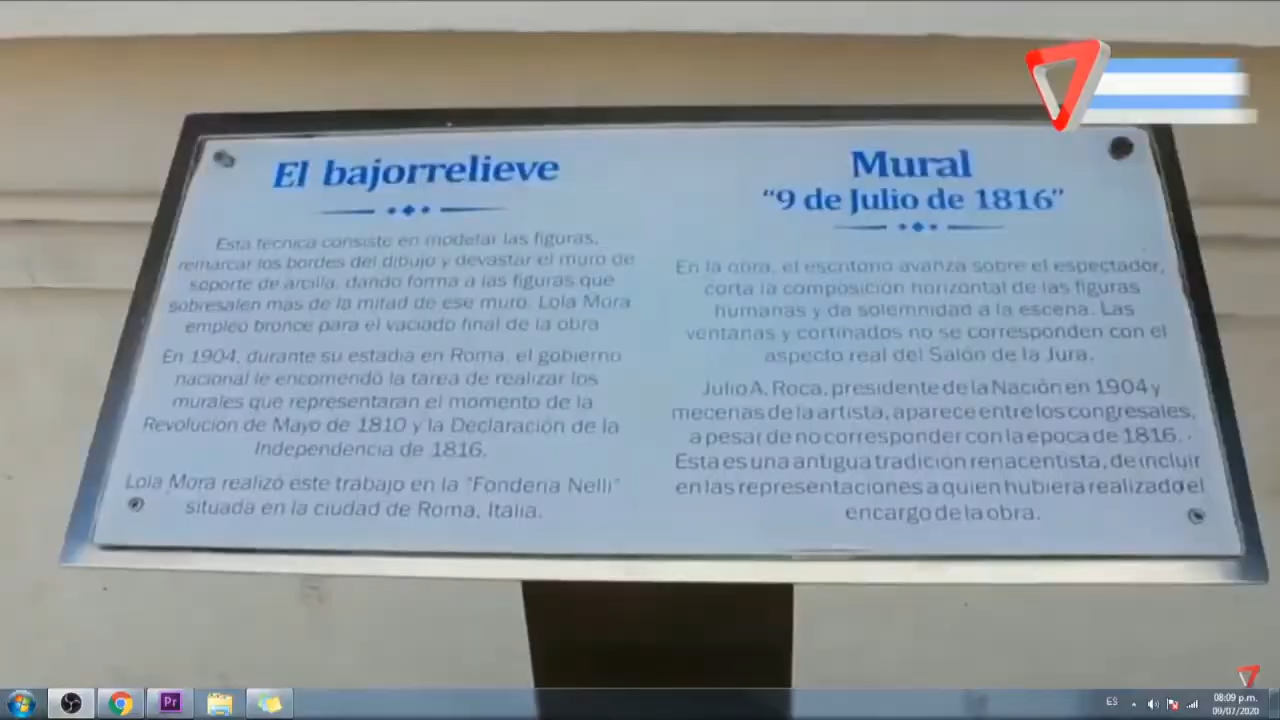 El bajorrelieve
Esta técnica consiste en modelar las figuras,
remarcar los bordes del dibujo y devastar el muro de
soporte de arcilla, dando forma a las figuras que
sobresalen más de la mitad de ese muro. Lola Mora
empleó bronce para el vaciado final de la obra
En 1904, durante su estadía en Roma, el gobierno
nacional le encomendó la tarea de realizar los
murales que representaran el momento de la
Revolución de Mayo de 1810 y la Declaración de la
Independencia de 1816.
Lola Mora realizó este trabajo en la "Fonderia Nelli"
situada en la ciudad de Roma, Italia.
Mural
“9 de Julio de 1816”
En la obra, el escritorio avanza sobre el espectador,
corta la composición horizontal de las figuras
humanas y da solemnidad a la escena. Las
ventanas y cortinados no se corresponden con el
aspecto real del Salón de la Jura.
Julio A. Roca, presidente de la Nación en 1904 y
mecenas de la artista, aparece entre los congresales,
a pesar de no corresponder con la época de 1816.
Esta es una antigua tradición renacentista, de incluir
en las representaciones a quien hubiera realizado el
encargo de la obra.
Pr
ES
08:09 p.m.
09/07/2020